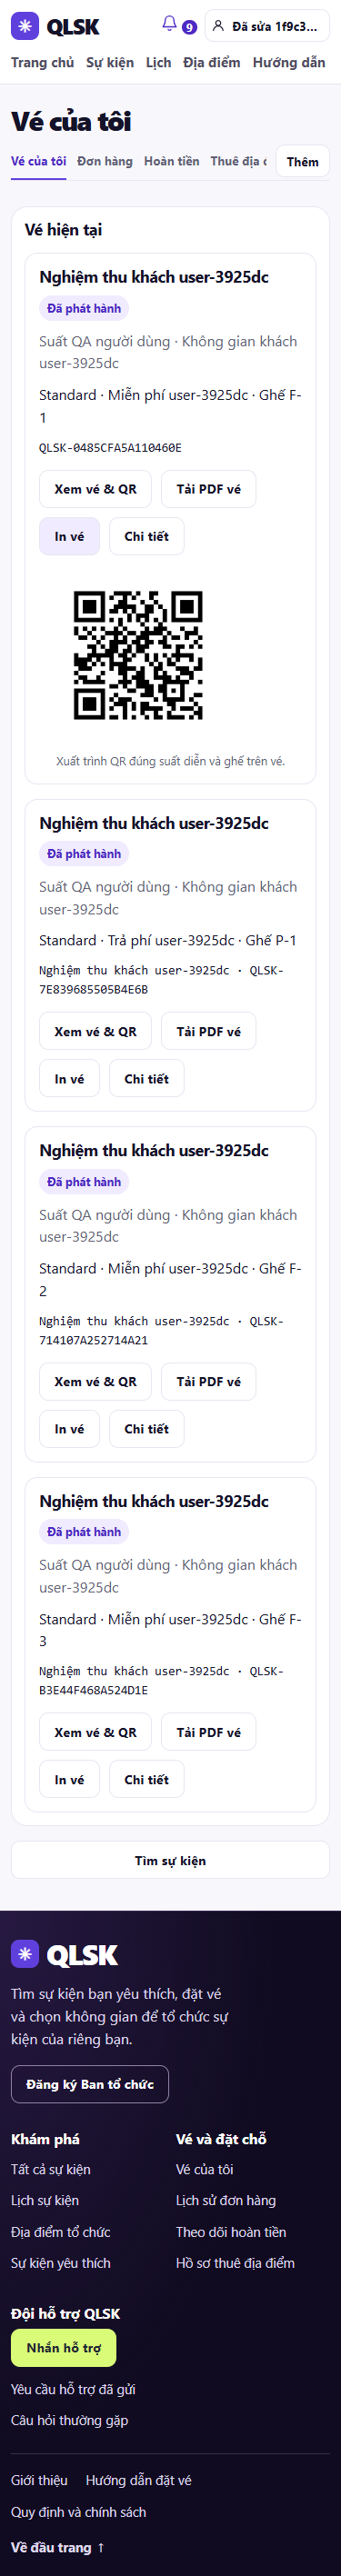 QLSK
9
Đã sửa 1f9c3...
Trang chủ Sự kiện Lịch Địa điểm Hướng dẫn
Vé của tôi
Vé của tôi Đơn hàng Hoàn tiền Thuê địa Thêm
Vé hiện tại
Nghiệm thu khách user-3925dc
Đã phát hành
Suất QA người dùng · Không gian khách
user-3925dc
Standard · Miễn phí user-3925dc · Ghế F-
1
QLSK-0485CFA5A110460E
Xem vé & QR Tải PDF vé
In vé Chi tiết
Xuất trình QR đúng suất diễn và ghế trên vé.
Nghiệm thu khách user-3925dc
Đã phát hành
Suất QA người dùng · Không gian khách
user-3925dc
Standard · Trả phí user-3925dc · Ghế P-1
Nghiệm thu khách user-3925dc · QLSK-
7E839685505B4E6B
Xem vé & QR Tải PDF vé
In vé Chi tiết
Nghiệm thu khách user-3925dc
Đã phát hành
Suất QA người dùng · Không gian khách
user-3925dc
Standard · Miễn phí user-3925dc · Ghế F-
2
Nghiệm thu khách user-3925dc · QLSK-
714107A252714A21
Xem vé & QR Tải PDF vé
In vé Chi tiết
Nghiệm thu khách user-3925dc
Đã phát hành
Suất QA người dùng · Không gian khách
user-3925dc
Standard · Miễn phí user-3925dc · Ghế F-
3
Nghiệm thu khách user-3925dc · QLSK-
B3E44F468A524D1E
Xem vé & QR Tải PDF vé
In vé Chi tiết
Tìm sự kiện
QLSK
Tìm sự kiện bạn yêu thích, đặt vé
và chọn không gian để tổ chức sự
kiện của riêng bạn.
Đăng ký Ban tổ chức
Khám phá
Tất cả sự kiện
Lịch sự kiện
Địa điểm tổ chức
Sự kiện yêu thích
Vé và đặt chỗ
Vé của tôi
Lịch sử đơn hàng
Theo dõi hoàn tiền
Hồ sơ thuê địa điểm
Đội hỗ trợ QLSK
Nhắn hỗ trợ
Yêu cầu hỗ trợ đã gửi
Câu hỏi thường gặp
Giới thiệu Hướng dẫn đặt vé
Quy định và chính sách
Về đầu trang ↑